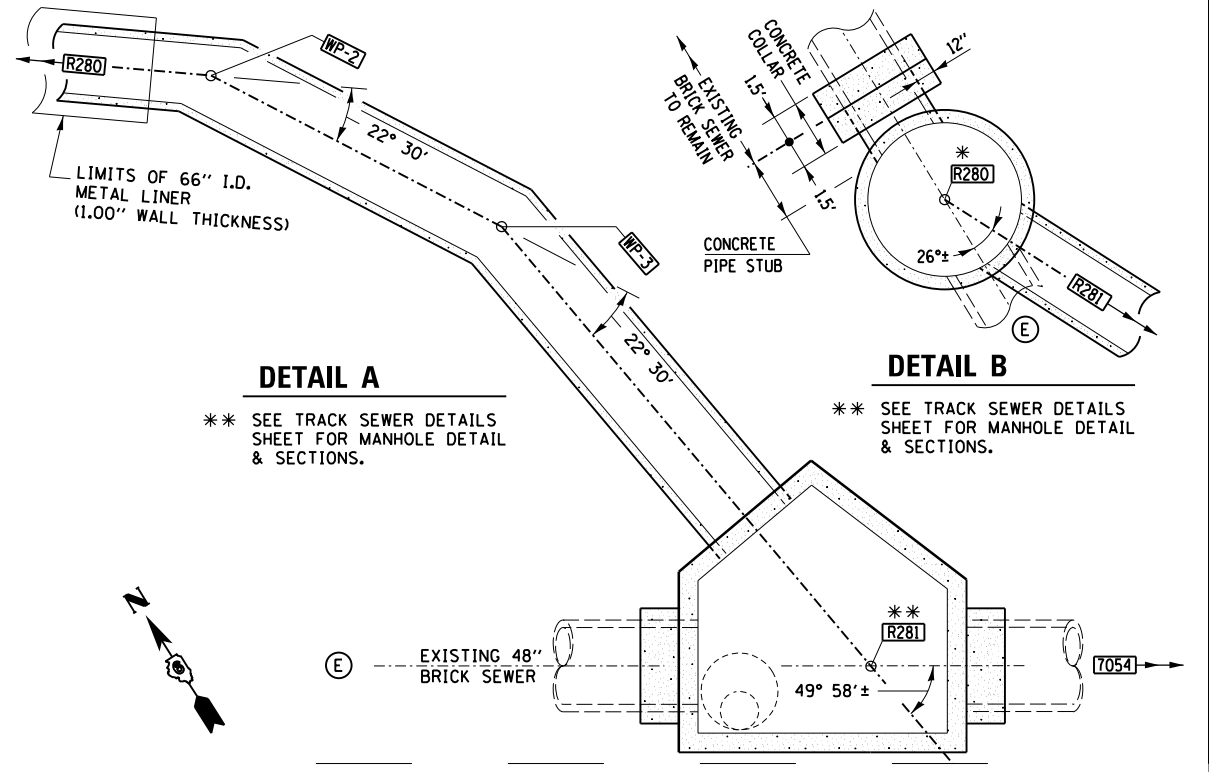 R280
WP-2
22° 30′
LIMITS OF 66″ I.D.
METAL LINER
(1.00″ WALL THICKNESS)
WP-3
22° 30′
DETAIL A
** SEE TRACK SEWER DETAILS
SHEET FOR MANHOLE DETAIL
& SECTIONS.
CONCRETE
COLLAR
12″
1.5′
EXISTING
BRICK SEWER
TO REMAIN
1.5′
CONCRETE
PIPE STUB
*
R280
26°±
R281
E
DETAIL B
** SEE TRACK SEWER DETAILS
SHEET FOR MANHOLE DETAIL
& SECTIONS.
N
E
EXISTING 48″
BRICK SEWER
**
R281
49° 58′±
7054